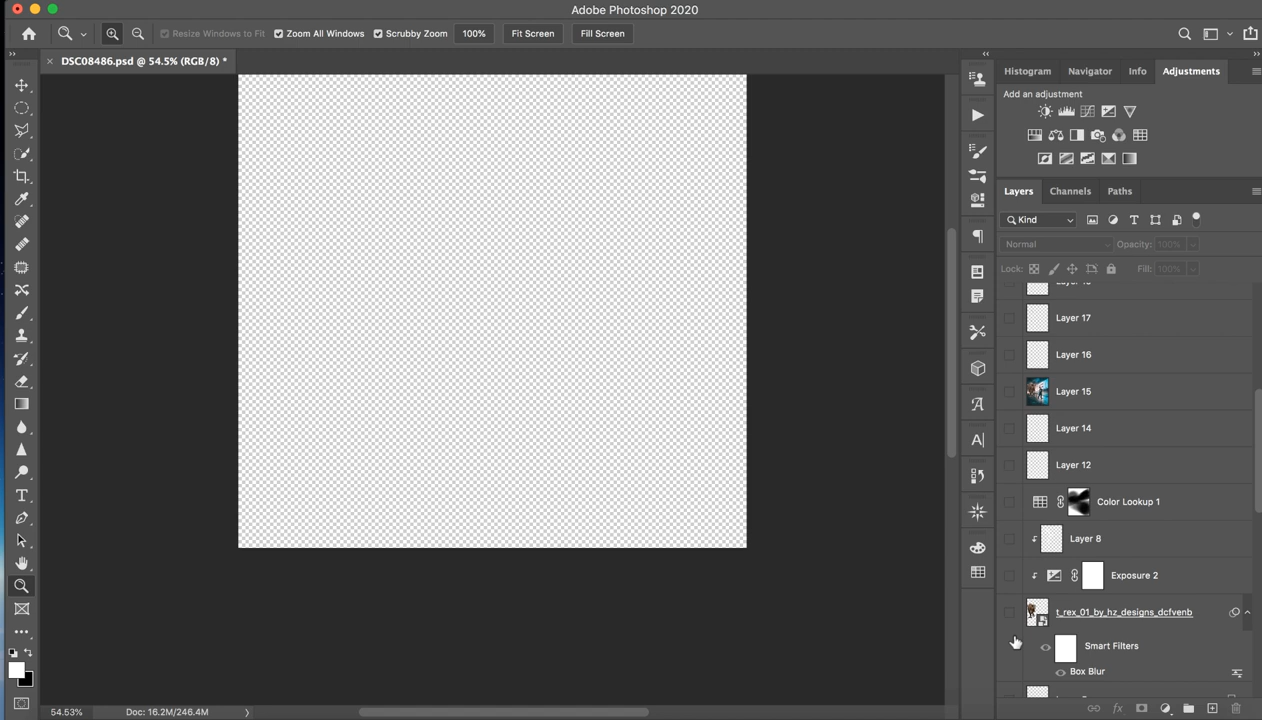 Adobe Photoshop 2020
Resize Windows to Fit
Zoom All Windows
Scrubby Zoom
100%
Fit Screen
Fill Screen
DSC08486.psd @ 54.5% (RGB/8) *
Histogram
Navigator
Info
Adjustments
Add an adjustment
Layers
Channels
Paths
Kind
Normal
Opacity: 100%
Lock:
Fill: 100%
Layer 17
Layer 16
Layer 15
Layer 14
Layer 12
Color Lookup 1
Layer 8
Exposure 2
t_rex_01_by_hz_designs_dcfvenb
Smart Filters
Box Blur
54.53%
Doc: 16.2M/246.4M